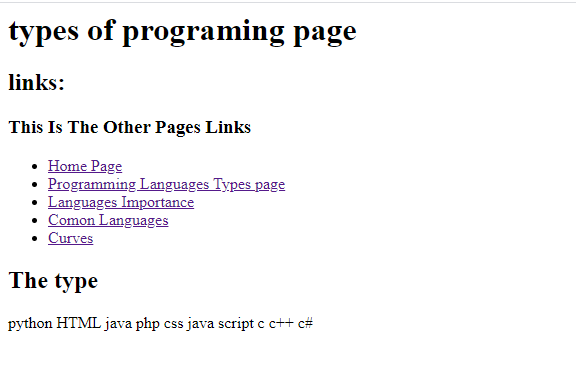 types of programing page
links:
This Is The Other Pages Links
Home Page
Programming Languages Types page
Languages Importance
Comon Languages
Curves
The type
python HTML java php css java script c c++ c#